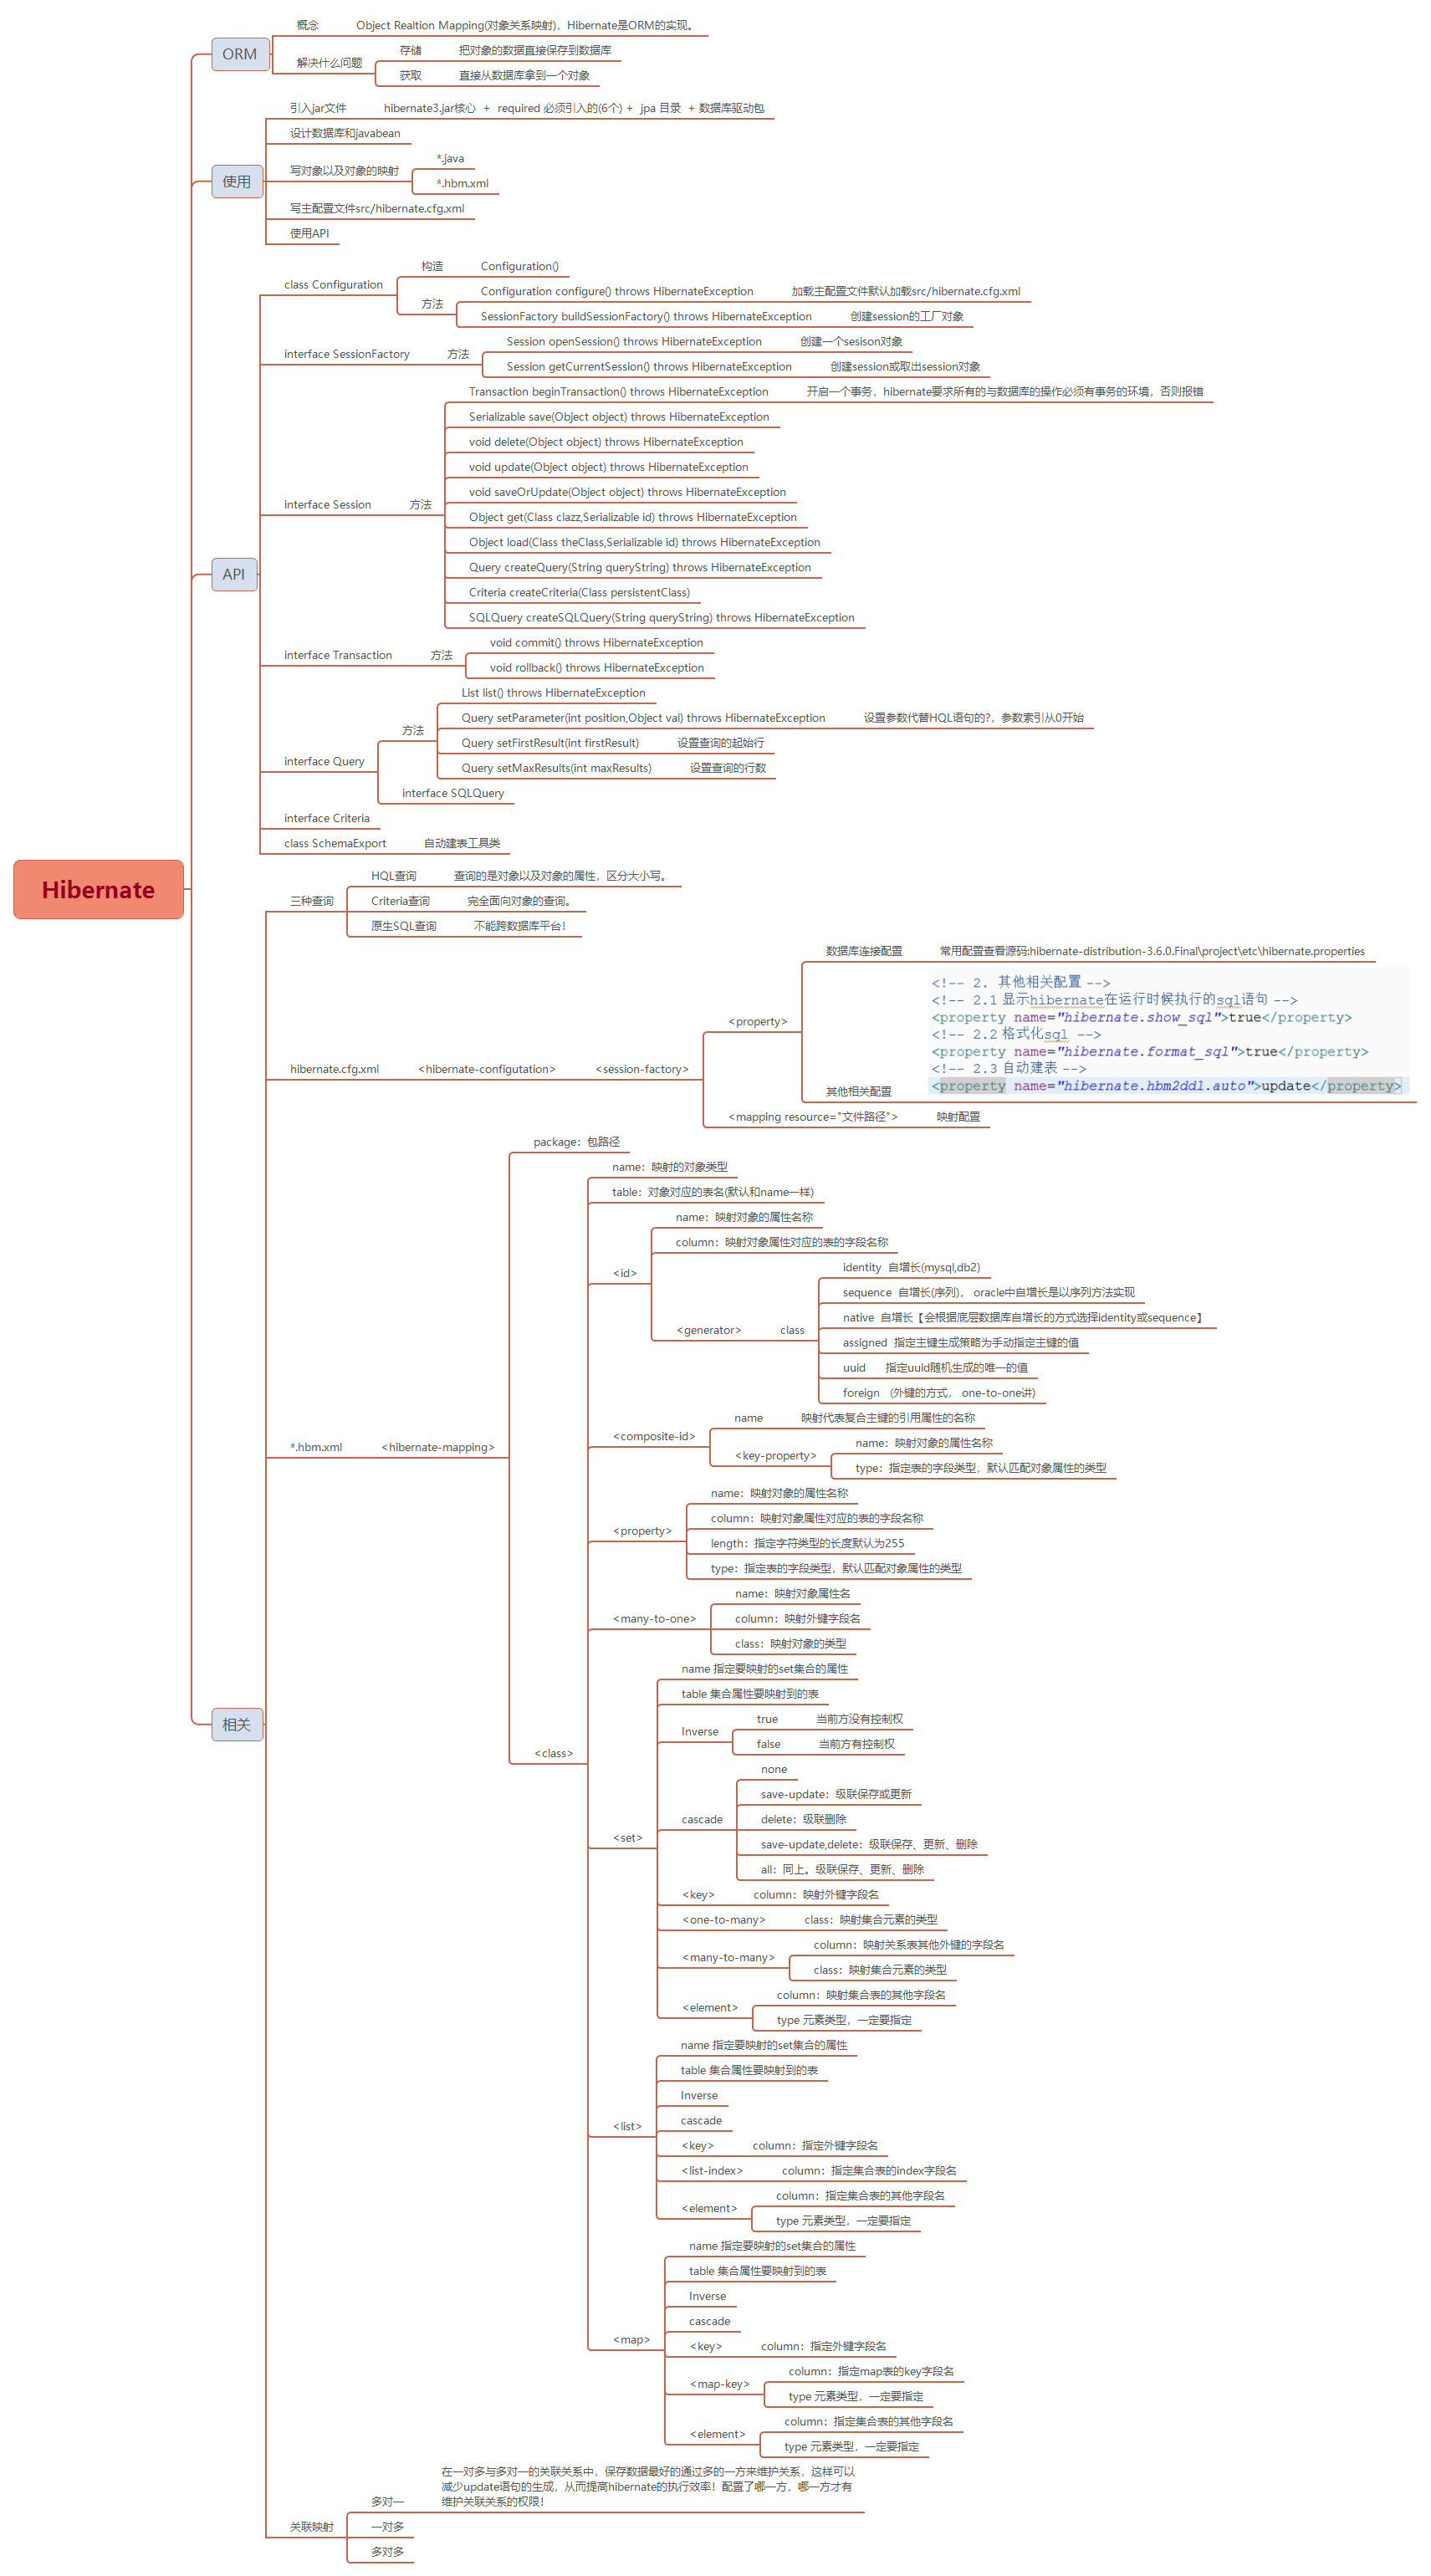 Hibernate
ORM
概念
Object Realtion Mapping(对象关系映射)，Hibernate是ORM的实现。
解决什么问题
存储
把对象的数据直接保存到数据库
获取
直接从数据库拿到一个对象
使用
引入jar文件
hibernate3.jar核心 + required 必须引入的(6个) + jpa 目录 + 数据库驱动包
设计数据库和javabean
写对象以及对象的映射
*.java
*.hbm.xml
写主配置文件src/hibernate.cfg.xml
使用API
API
class Configuration
构造
Configuration()
方法
Configuration configure() throws HibernateException
加载主配置文件默认加载src/hibernate.cfg.xml
SessionFactory buildSessionFactory() throws HibernateException
创建session的工厂对象
interface SessionFactory
方法
Session openSession() throws HibernateException
创建一个sesison对象
Session getCurrentSession() throws HibernateException
创建session或取出session对象
interface Session
方法
Transaction beginTransaction() throws HibernateException
开启一个事务，hibernate要求所有的与数据库的操作必须有事务的环境，否则报错
Serializable save(Object object) throws HibernateException
void delete(Object object) throws HibernateException
void update(Object object) throws HibernateException
void saveOrUpdate(Object object) throws HibernateException
Object get(Class clazz,Serializable id) throws HibernateException
Object load(Class theClass,Serializable id) throws HibernateException
Query createQuery(String queryString) throws HibernateException
Criteria createCriteria(Class persistentClass)
SQLQuery createSQLQuery(String queryString) throws HibernateException
interface Transaction
方法
void commit() throws HibernateException
void rollback() throws HibernateException
interface Query
方法
List list() throws HibernateException
Query setParameter(int position,Object val) throws HibernateException
设置参数代替HQL语句的?，参数索引从0开始
Query setFirstResult(int firstResult)
设置查询的起始行
Query setMaxResults(int maxResults)
设置查询的行数
interface SQLQuery
interface Criteria
class SchemaExport
自动建表工具类
相关
三种查询
HQL查询
查询的是对象以及对象的属性，区分大小写。
Criteria查询
完全面向对象的查询。
原生SQL查询
不能跨数据库平台！
hibernate.cfg.xml
<hibernate-configutation>
<session-factory>
<property>
数据库连接配置
常用配置查看源码:hibernate-distribution-3.6.0.Final\project\etc\hibernate.properties
其他相关配置
<!-- 2. 其他相关配置 -->
<!-- 2.1 显示hibernate在运行时候执行的sql语句 -->
<property name="hibernate.show_sql">true</property>
<!-- 2.2 格式化sql -->
<property name="hibernate.format_sql">true</property>
<!-- 2.3 自动建表 -->
<property name="hibernate.hbm2ddl.auto">update</property>
<mapping resource="文件路径">
映射配置
*.hbm.xml
<hibernate-mapping>
package：包路径
<class>
name：映射的对象类型
table：对象对应的表名(默认和name一样)
<id>
name：映射对象的属性名称
column：映射对象属性对应的表的字段名称
<generator>
class
identity 自增长(mysql,db2)
sequence 自增长(序列)， oracle中自增长是以序列方法实现
native 自增长【会根据底层数据库自增长的方式选择identity或sequence】
assigned 指定主键生成策略为手动指定主键的值
uuid 指定uuid随机生成的唯一的值
foreign (外键的方式， one-to-one讲)
<composite-id>
name
映射代表复合主键的引用属性的名称
<key-property>
name：映射对象的属性名称
type：指定表的字段类型，默认匹配对象属性的类型
<property>
name：映射对象的属性名称
column：映射对象属性对应的表的字段名称
length：指定字符类型的长度默认为255
type：指定表的字段类型，默认匹配对象属性的类型
<many-to-one>
name：映射对象属性名
column：映射外键字段名
class：映射对象的类型
<set>
name 指定要映射的set集合的属性
table 集合属性要映射到的表
Inverse
true
当前方没有控制权
false
当前方有控制权
cascade
none
save-update：级联保存或更新
delete：级联删除
save-update,delete：级联保存、更新、删除
all：同上。级联保存、更新、删除
<key>
column：映射外键字段名
<one-to-many>
class：映射集合元素的类型
<many-to-many>
column：映射关系表其他外键的字段名
class：映射集合元素的类型
<element>
column：映射集合表的其他字段名
type 元素类型，一定要指定
<list>
name 指定要映射的set集合的属性
table 集合属性要映射到的表
Inverse
cascade
<key>
column：指定外键字段名
<list-index>
column：指定集合表的index字段名
<element>
column：指定集合表的其他字段名
type 元素类型，一定要指定
<map>
name 指定要映射的set集合的属性
table 集合属性要映射到的表
Inverse
cascade
<key>
column：指定外键字段名
<map-key>
column：指定map表的key字段名
type 元素类型，一定要指定
<element>
column：指定集合表的其他字段名
type 元素类型，一定要指定
关联映射
多对一
在一对多与多对一的关联关系中，保存数据最好的通过多的一方来维护关系，这样可以
减少update语句的生成，从而提高hibernate的执行效率！配置了哪一方，哪一方才有
维护关联关系的权限！
一对多
多对多